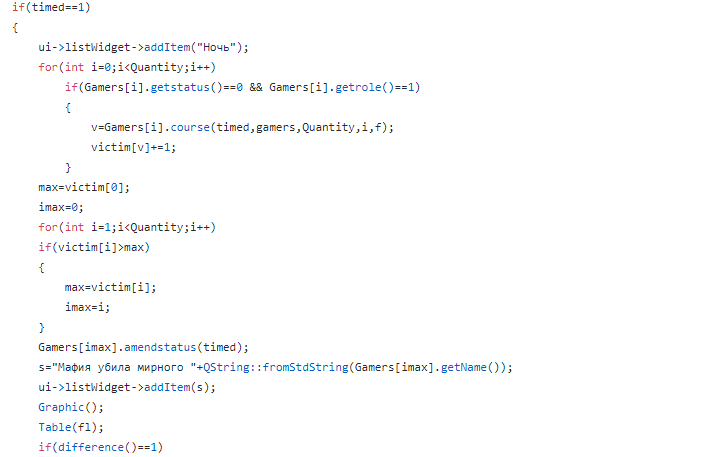 if(timed==1)
{
ui->listWidget->addItem("Ночь");
for(int i=0;i<Quantity;i++)
if(Gamers[i].getstatus()==0 && Gamers[i].getrole()==1)
{
v=Gamers[i].course(timed,gamers,Quantity,i,f);
victim[v]+=1;
}
max=victim[0];
imax=0;
for(int i=1;i<Quantity;i++)
if(victim[i]>max)
{
max=victim[i];
imax=i;
}
Gamers[imax].amendstatus(timed);
s="Мафия убила мирного "+QString::fromStdString(Gamers[imax].getName());
ui->listWidget->addItem(s);
Graphic();
Table(fl);
if(difference()==1)